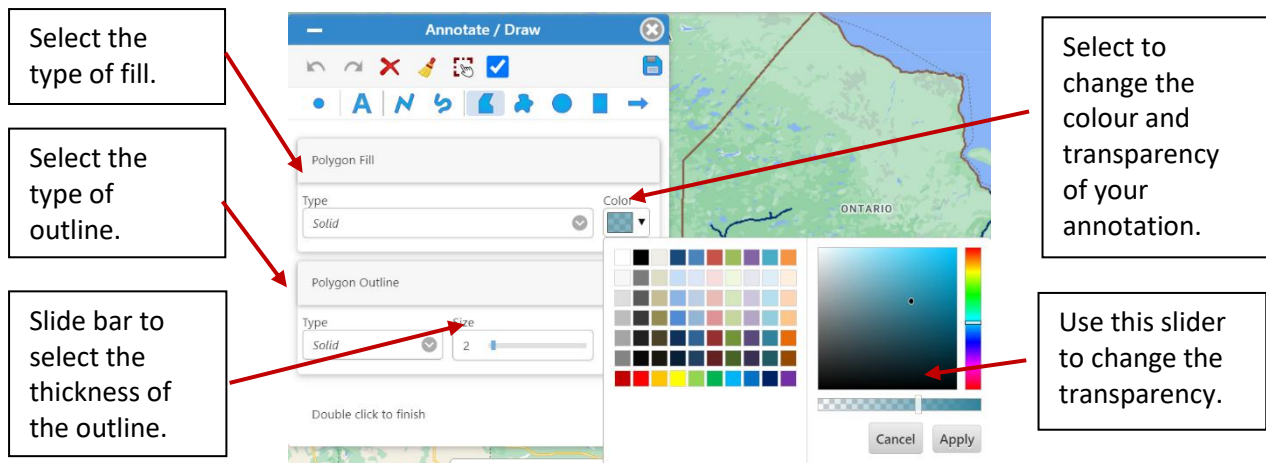 Select the
type of fill.
Select the
type of
outline.
Slide bar to
select the
thickness of
the outline.
Annotate / Draw
A
Polygon Fill
Type
Color
Solid
Polygon Outline
Type
Size
Solid
2
Double click to finish
ONTARIO
Cancel
Apply
Select to
change the
colour and
transparency
of your
annotation.
Use this slider
to change the
transparency.